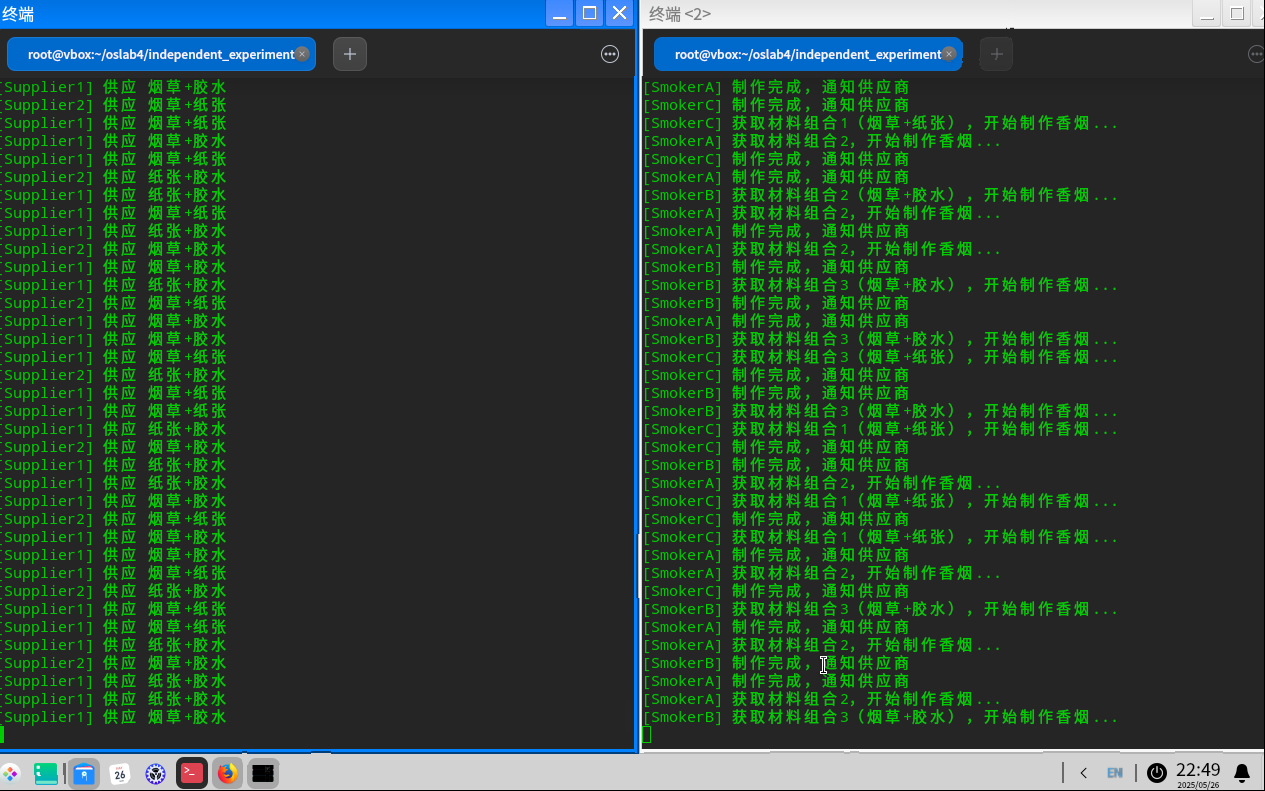 终端
root@vbox:~/oslab4/independent_experiment
[Supplier1] 供应 烟草+胶水
[Supplier2] 供应 烟草+纸张
[Supplier1] 供应 烟草+纸张
[Supplier1] 供应 烟草+胶水
[Supplier1] 供应 烟草+纸张
[Supplier2] 供应 纸张+胶水
[Supplier1] 供应 烟草+胶水
[Supplier1] 供应 烟草+纸张
[Supplier1] 供应 纸张+胶水
[Supplier2] 供应 烟草+胶水
[Supplier1] 供应 烟草+胶水
[Supplier1] 供应 纸张+胶水
[Supplier2] 供应 烟草+纸张
[Supplier1] 供应 烟草+胶水
[Supplier1] 供应 烟草+胶水
[Supplier1] 供应 烟草+纸张
[Supplier2] 供应 纸张+胶水
[Supplier1] 供应 烟草+纸张
[Supplier1] 供应 烟草+胶水
[Supplier1] 供应 纸张+胶水
[Supplier2] 供应 烟草+胶水
[Supplier1] 供应 纸张+胶水
[Supplier1] 供应 烟草+纸张
[Supplier1] 供应 烟草+胶水
[Supplier2] 供应 烟草+纸张
[Supplier1] 供应 纸张+胶水
[Supplier1] 供应 烟草+胶水
[Supplier1] 供应 烟草+纸张
[Supplier2] 供应 纸张+胶水
[Supplier1] 供应 烟草+纸张
[Supplier1] 供应 烟草+纸张
[Supplier1] 供应 纸张+胶水
[Supplier2] 供应 烟草+胶水
[Supplier1] 供应 纸张+胶水
[Supplier1] 供应 烟草+纸张
[Supplier1] 供应 烟草+胶水
终端 <2>
root@vbox:~/oslab4/independent_experiment
[SmokerA] 制作完成，通知供应商
[SmokerC] 制作完成，通知供应商
[SmokerC] 获取材料组合1（烟草+纸张）,开始制作香烟...
[SmokerA] 获取材料组合2，开始制作香烟...
[SmokerC] 制作完成，通知供应商
[SmokerA] 制作完成，通知供应商
[SmokerB] 获取材料组合2（烟草+胶水）,开始制作香烟...
[SmokerA] 获取材料组合2，开始制作香烟...
[SmokerA] 制作完成，通知供应商
[SmokerA] 获取材料组合2，开始制作香烟...
[SmokerB] 制作完成，通知供应商
[SmokerB] 获取材料组合3（烟草+胶水）,开始制作香烟...
[SmokerB] 制作完成，通知供应商
[SmokerA] 制作完成，通知供应商
[SmokerB] 获取材料组合3（烟草+胶水）,开始制作香烟...
[SmokerC] 获取材料组合3（烟草+纸张）,开始制作香烟...
[SmokerC] 制作完成，通知供应商
[SmokerB] 制作完成，通知供应商
[SmokerB] 获取材料组合3（烟草+胶水）,开始制作香烟...
[SmokerC] 获取材料组合1（烟草+纸张）,开始制作香烟...
[SmokerC] 制作完成，通知供应商
[SmokerB] 制作完成，通知供应商
[SmokerA] 获取材料组合2，开始制作香烟...
[SmokerC] 获取材料组合1（烟草+纸张）,开始制作香烟...
[SmokerC] 制作完成，通知供应商
[SmokerC] 获取材料组合1（烟草+纸张）,开始制作香烟...
[SmokerA] 制作完成，通知供应商
[SmokerA] 获取材料组合2，开始制作香烟...
[SmokerC] 制作完成，通知供应商
[SmokerB] 获取材料组合3（烟草+胶水）,开始制作香烟...
[SmokerA] 制作完成，通知供应商
[SmokerA] 获取材料组合2，开始制作香烟...
[SmokerB] 制作完成，通知供应商
[SmokerA] 制作完成，通知供应商
[SmokerA] 获取材料组合2，开始制作香烟...
[SmokerB] 获取材料组合3（烟草+胶水）,开始制作香烟...
26
EN
22:49
2025/05/26